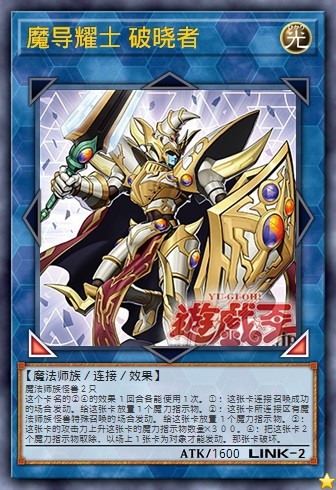 魔导耀士 破晓者
光
YU-GI-OH!
遊戯王
【魔法师族／连接／效果】
魔法师族怪兽２只
这个卡名的②④的效果１回合各能使用１次。①：这张卡连接召唤成功
的场合发动。给这张卡放置１个魔力指示物。②：这张卡所连接区有魔
法师族怪兽特殊召唤的场合发动。给这张卡放置１个魔力指示物。③：
这张卡的攻击力上升这张卡的魔力指示物数量×３００。④：把这张卡２
个魔力指示物取除，以场上１张卡为对象才能发动。那张卡破坏。
ATK/1600 LINK-2